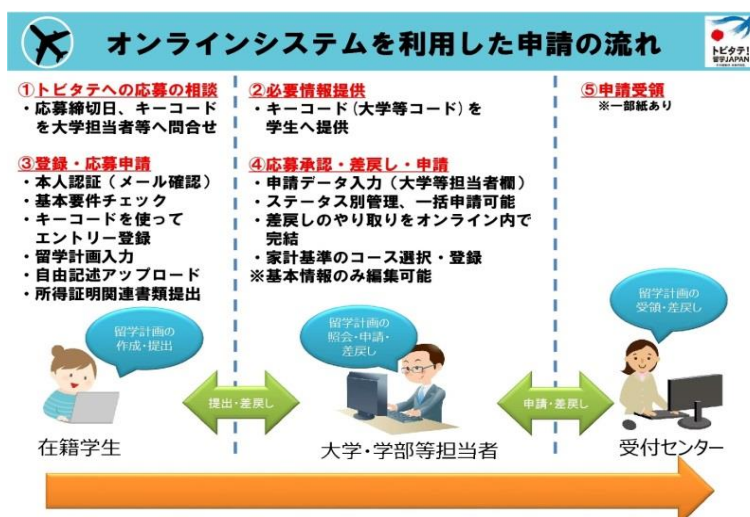 オンラインシステムを利用した申請の流れ
トビタテ!
留学JAPAN
①トビタテへの応募の相談
・応募締切日、キーコード
を大学担当者等へ問合せ
③登録・応募申請
・本人認証(メール確認)
・基本要件チェック
・キーコードを使って
エントリー登録
・留学計画入力
・自由記述アップロード
・所得証明関連書類提出
②必要情報提供
・キーコード(大学等コード)を
学生へ提供
④応募承認・差戻し・申請
・申請データ入力(大学等担当者欄)
・ステータス別管理、一括申請可能
・差戻しのやり取りをオンライン内で
完結
・家計基準のコース選択・登録
※基本情報のみ編集可能
⑤申請受領
※一部紙あり
留学計画の
作成・提出
提出・差戻し
留学計画の
照会・申請・
差戻し
申請・差戻し
留学計画の
受領・差戻し
在籍学生
大学・学部等担当者
受付センター